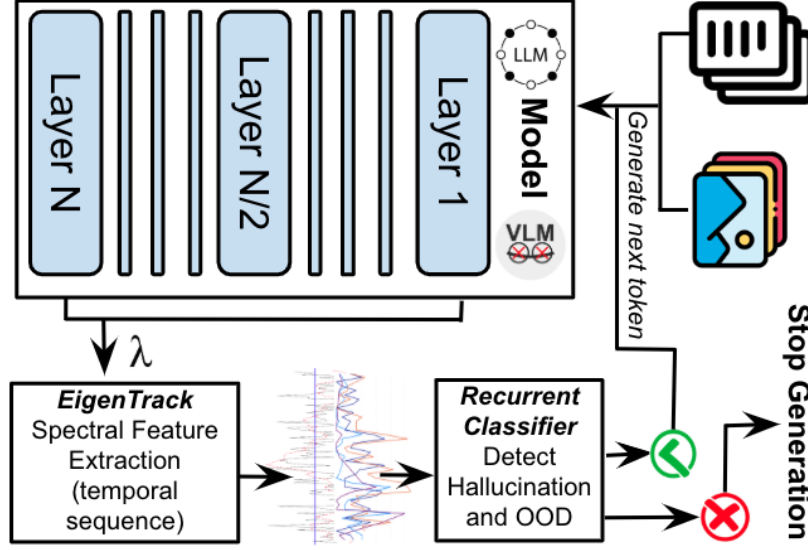 Layer N
Layer N/2
Layer 1
LLM
Model
VLM
Generate next token
λ
EigenTrack
Spectral Feature
Extraction
(temporal
sequence)
Recurrent
Classifier
Detect
Hallucination
and OOD
Stop Generation